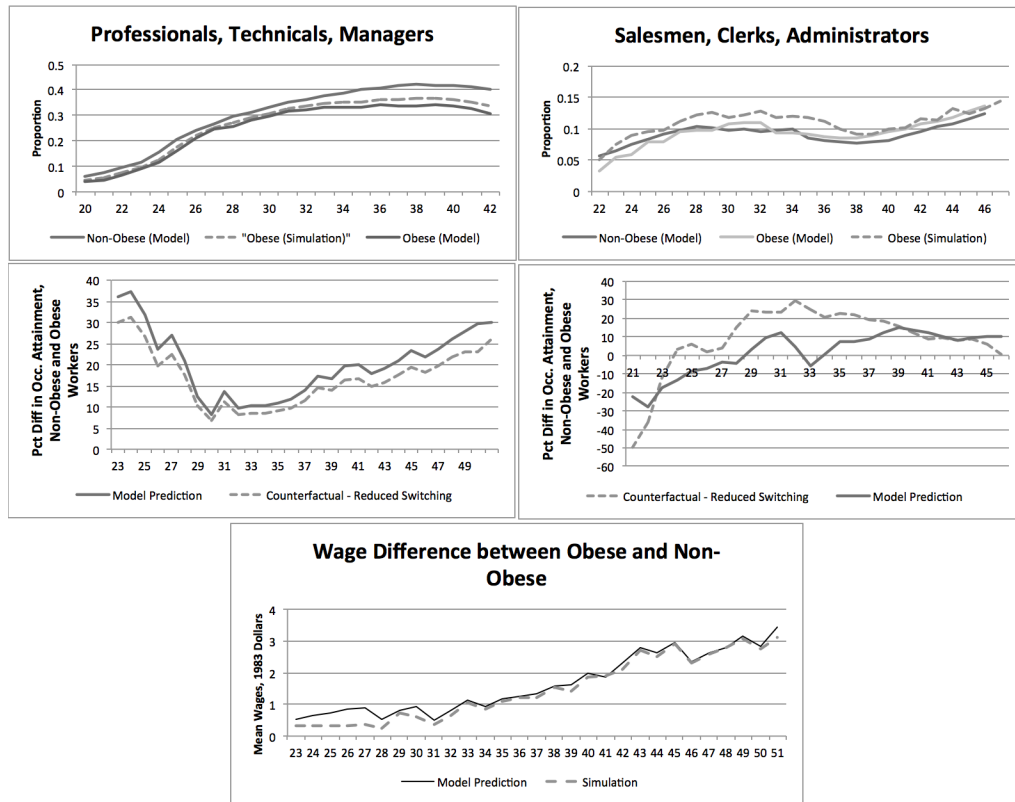 Professionals, Technicals, Managers
Proportion
0.5
0.4
0.3
0.2
0.1
0
20 22 24 26 28 30 32 34 36 38 40 42
Non-Obese (Model) "Obese (Simulation)" Obese (Model)
Salesmen, Clerks, Administrators
Proportion
0.2
0.15
0.1
0.05
0
22 24 26 28 30 32 34 36 38 40 42 44 46
Non-Obese (Model) Obese (Model) Obese (Simulation)
Pct Diff in Occ. Attainment,
Non-Obese and Obese
Workers
40
35
30
25
20
15
10
5
0
23 25 27 29 31 33 35 37 39 41 43 45 47 49
Model Prediction Counterfactual - Reduced Switching
Pct Diff in Occ. Attainment,
Non-Obese and Obese
Workers
40
30
20
10
0
-10
-20
-30
-40
-50
-60
21 23 25 27 29 31 33 35 37 39 41 43 45
Counterfactual - Reduced Switching Model Prediction
Wage Difference between Obese and Non-
Obese
Mean Wages, 1983 Dollars
4
3
2
1
0
23 24 25 26 27 28 29 30 31 32 33 34 35 36 37 38 39 40 41 42 43 44 45 46 47 48 49 50 51
Model Prediction Simulation